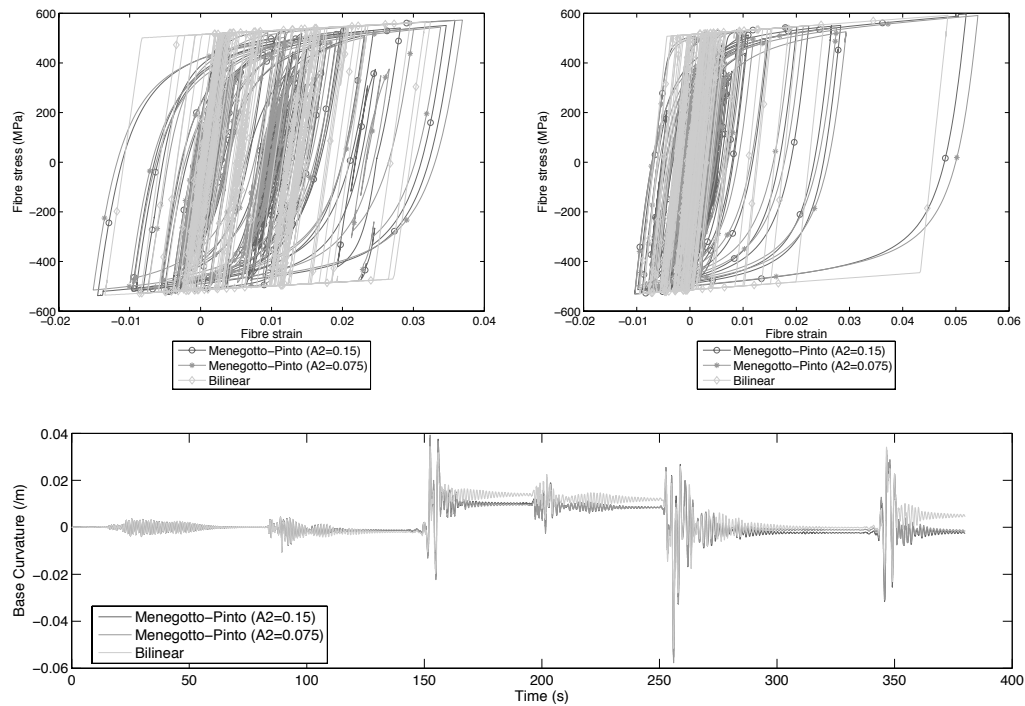 600
400
200
0
−200
−400
−600
Fibre stress (MPa)
−0.02 −0.01 0 0.01 0.02 0.03 0.04
Fibre strain
Menegotto−Pinto (A2=0.15)
Menegotto−Pinto (A2=0.075)
Bilinear
600
400
200
0
−200
−400
−600
Fibre stress (MPa)
−0.02 −0.01 0 0.01 0.02 0.03 0.04 0.05 0.06
Fibre strain
Menegotto−Pinto (A2=0.15)
Menegotto−Pinto (A2=0.075)
Bilinear
0.04
0.02
0
−0.02
−0.04
−0.06
Base Curvature (/m)
Menegotto−Pinto (A2=0.15)
Menegotto−Pinto (A2=0.075)
Bilinear
0 50 100 150 200 250 300 350 400
Time (s)